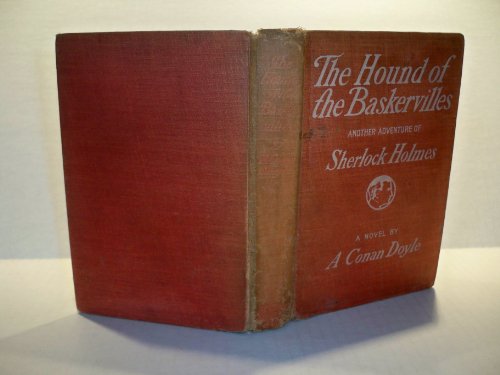 The Hound of
the Baskervilles
ANOTHER ADVENTURE OF
Sherlock Holmes
A NOVEL BY
A Conan Doyle